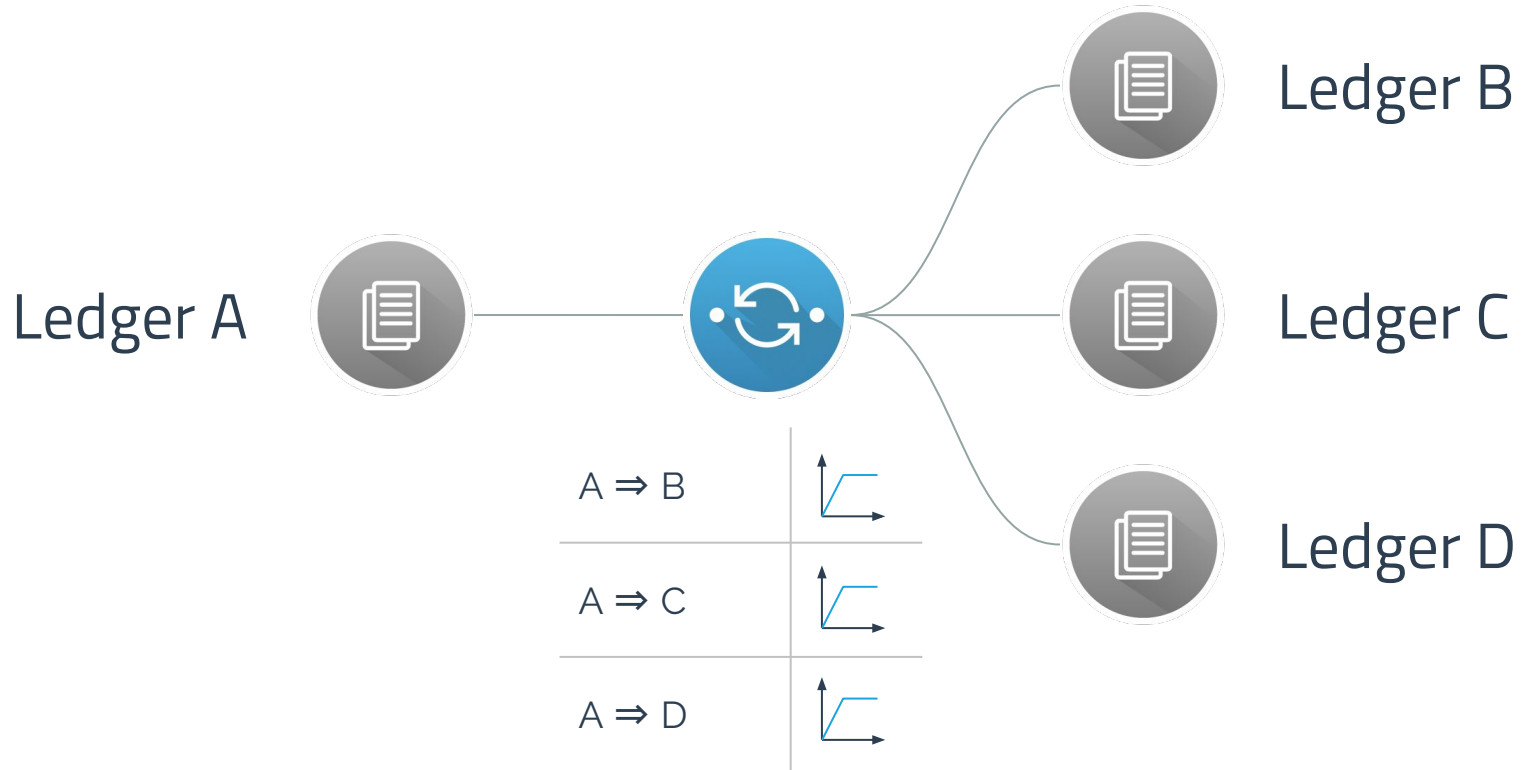 Ledger B
Ledger A
Ledger C
Ledger D
A ⇒ B
A ⇒ C
A ⇒ D